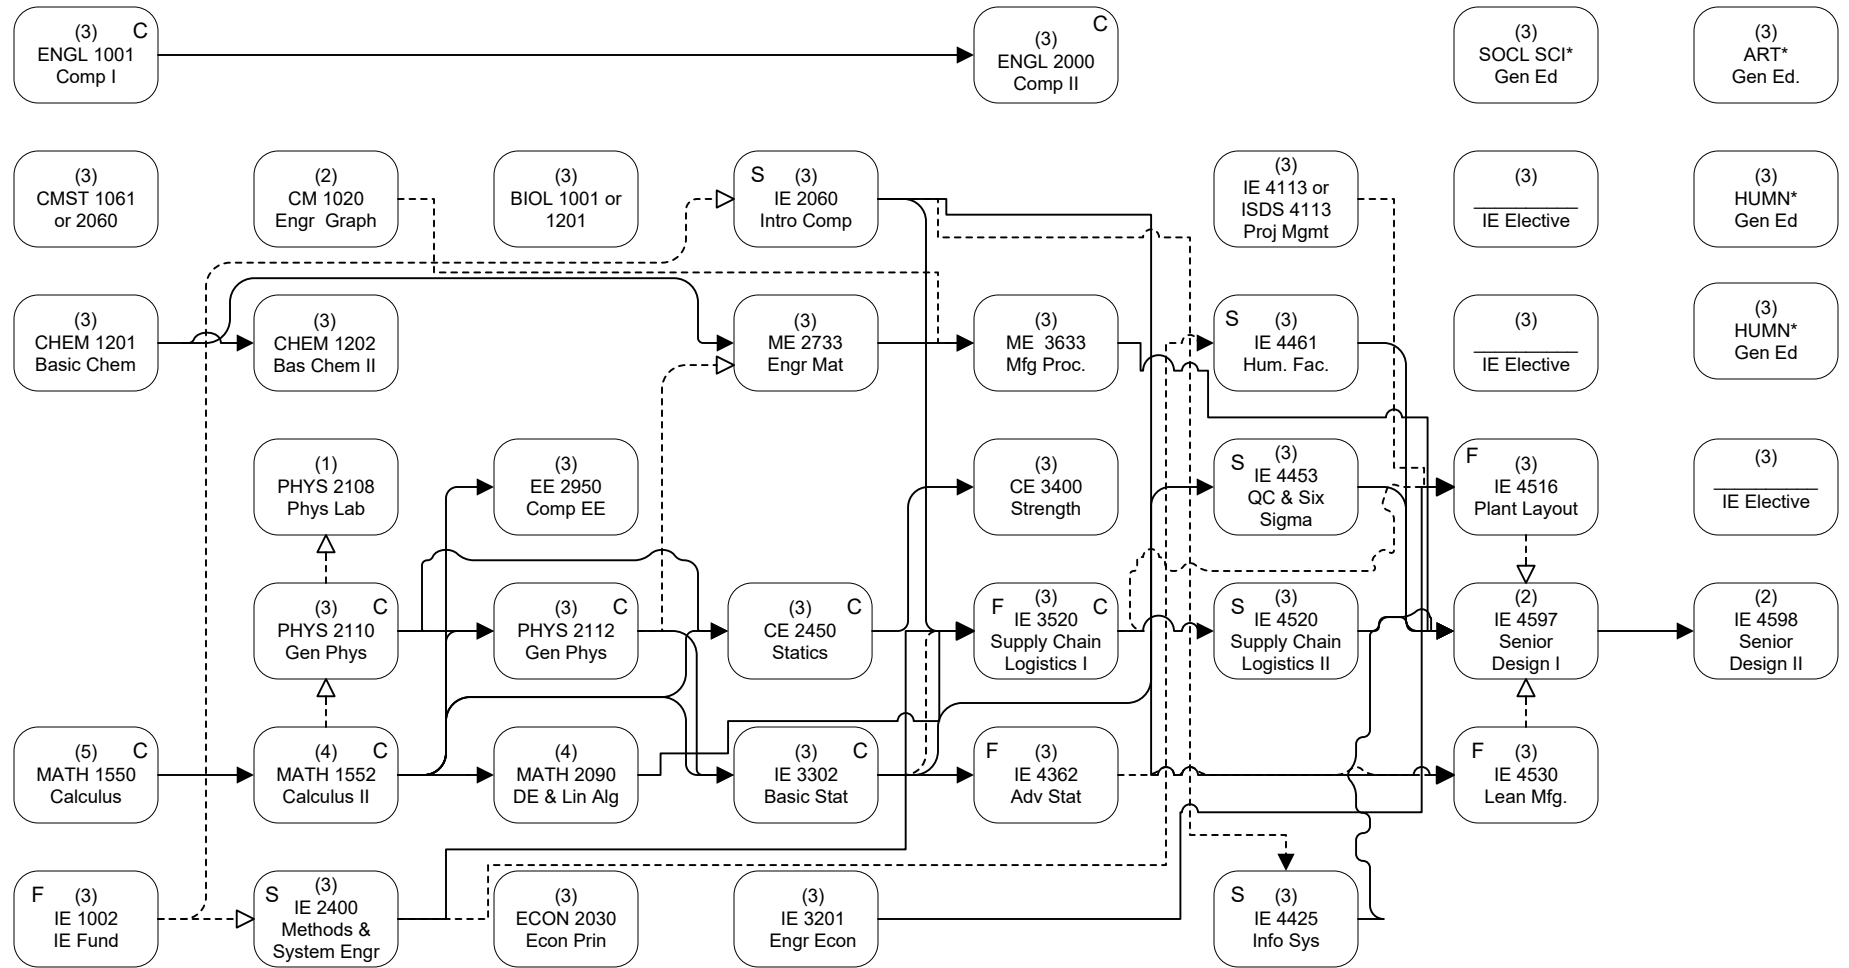 (3) C
ENGL 1001
Comp I
C
(3)
ENGL 2000
Comp II
(3)
SOCL SCI*
Gen Ed
(3)
ART*
Gen Ed.
(3)
CMST 1061
or 2060
(2)
CM 1020
Engr Graph
(3)
BIOL 1001 or
1201
S (3)
IE 2060
Intro Comp
(3)
IE 4113 or
ISDS 4113
Proj Mgmt
(3)
__________
IE Elective
(3)
HUMN*
Gen Ed
(3)
CHEM 1201
Basic Chem
(3)
CHEM 1202
Bas Chem II
(3)
ME 2733
Engr Mat
(3)
ME 3633
Mfg Proc.
S (3)
IE 4461
Hum. Fac.
(3)
__________
IE Elective
(3)
HUMN*
Gen Ed
(1)
PHYS 2108
Phys Lab
(3)
EE 2950
Comp EE
(3)
CE 3400
Strength
S (3)
IE 4453
QC & Six
Sigma
F (3)
IE 4516
Plant Layout
(3)
__________
IE Elective
(3) C
PHYS 2110
Gen Phys
(3) C
PHYS 2112
Gen Phys
(3) C
CE 2450
Statics
F (3) C
IE 3520
Supply Chain
Logistics I
S (3)
IE 4520
Supply Chain
Logistics II
(2)
IE 4597
Senior
Design I
(2)
IE 4598
Senior
Design II
(5) C
MATH 1550
Calculus
(4) C
MATH 1552
Calculus II
(4)
MATH 2090
DE & Lin Alg
(3) C
IE 3302
Basic Stat
F (3)
IE 4362
Adv Stat
F (3)
IE 4530
Lean Mfg.
F (3)
IE 1002
IE Fund
S (3)
IE 2400
Methods &
System Engr
(3)
ECON 2030
Econ Prin
(3)
IE 3201
Engr Econ
S (3)
IE 4425
Info Sys